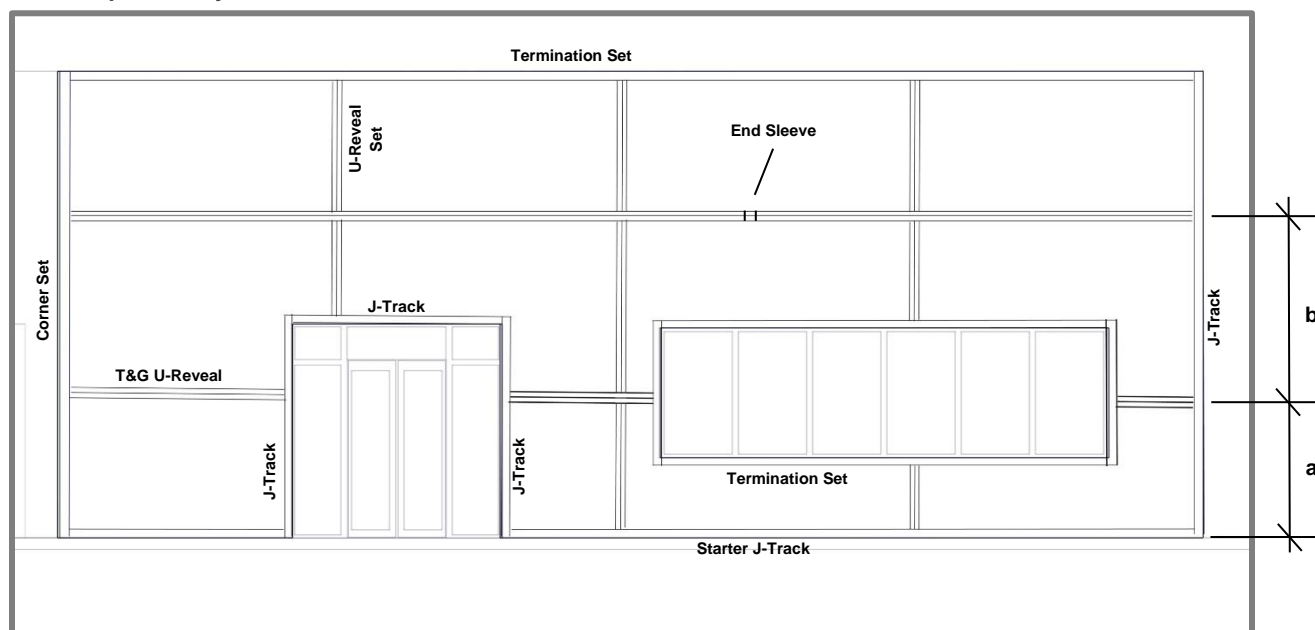 Termination Set
U-Reveal
Set
End Sleeve
Corner Set
J-Track
J-Track
b
T&G U-Reveal
J-Track
J-Track
a
Termination Set
Starter J-Track